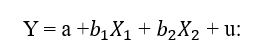 Y = a +b₁X₁ + b₂X₂ + u: